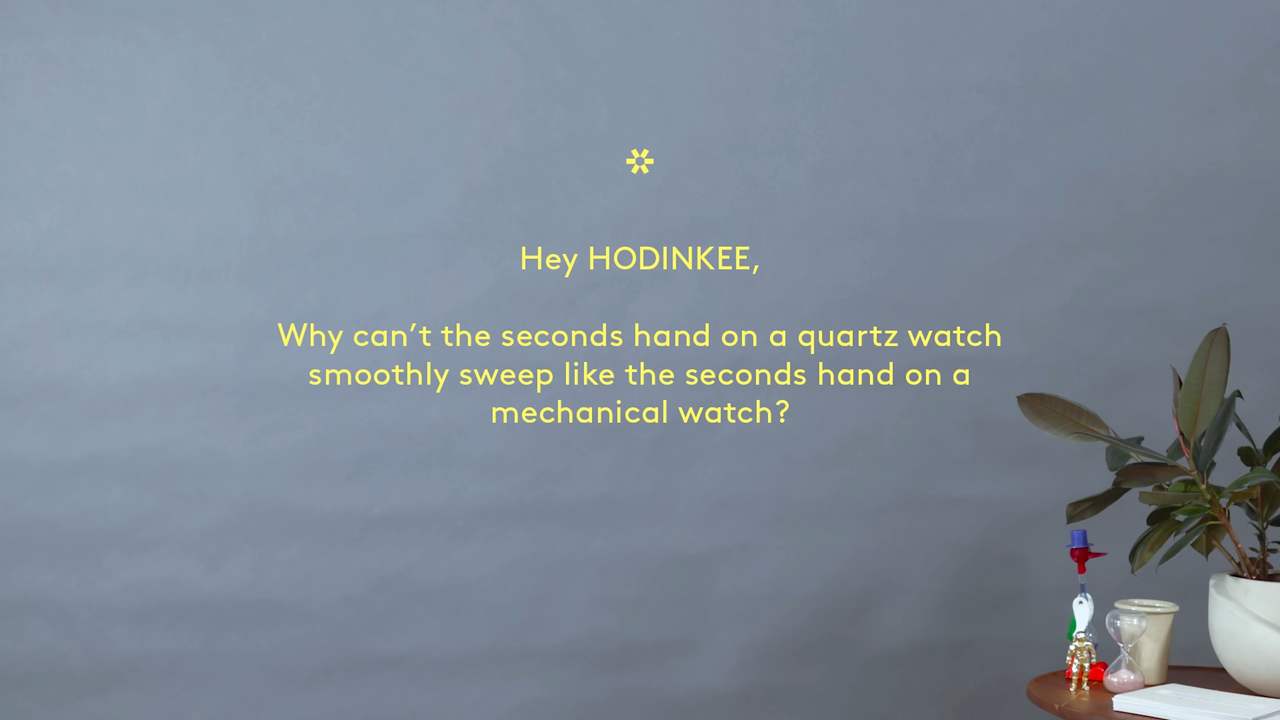 Hey HODINKEE,
Why can’t the seconds hand on a quartz watch
smoothly sweep like the seconds hand on a
mechanical watch?